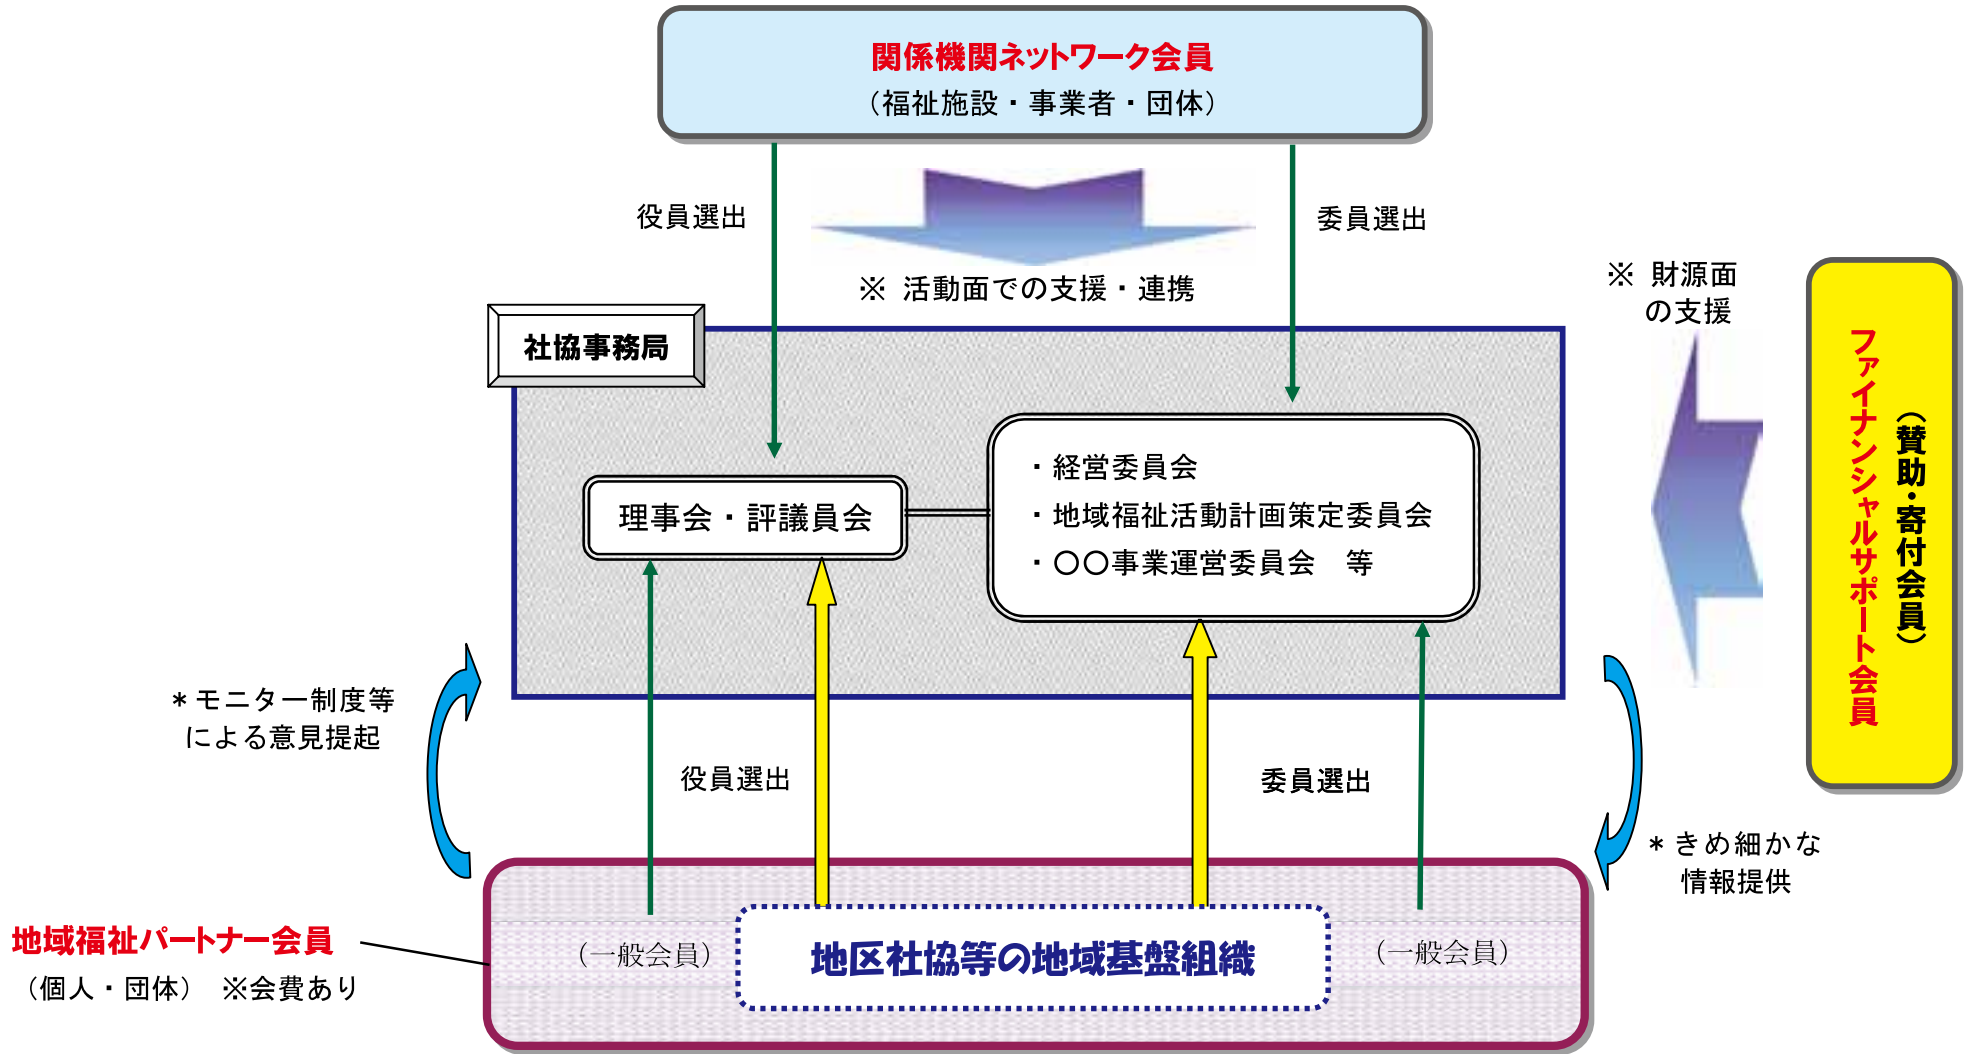 関係機関ネットワーク会員
（福祉施設・事業者・団体）
役員選出
委員選出
※ 活動面での支援・連携
※ 財源面
の支援
ファイナンシャルサポート会員
（賛助・寄付会員）
社協事務局
理事会・評議員会
・経営委員会
・地域福祉活動計画策定委員会
・〇〇事業運営委員会　等
＊モニター制度等
による意見提起
役員選出
委員選出
＊きめ細かな
情報提供
地域福祉パートナー会員
（個人・団体）　※会費あり
（一般会員）
地区社協等の地域基盤組織
（一般会員）